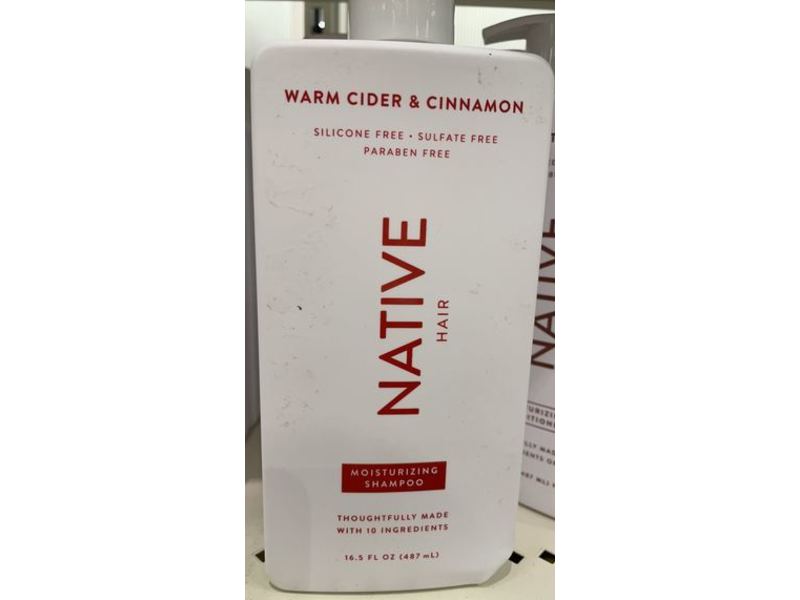 WARM CIDER & CINNAMON
SILICONE FREE • SULFATE FREE
PARABEN FREE
NATIVE
HAIR
MOISTURIZING
SHAMPOO
THOUGHTFULLY MADE
WITH 10 INGREDIENTS
16.5 FL OZ (487 mL)
NATIVE